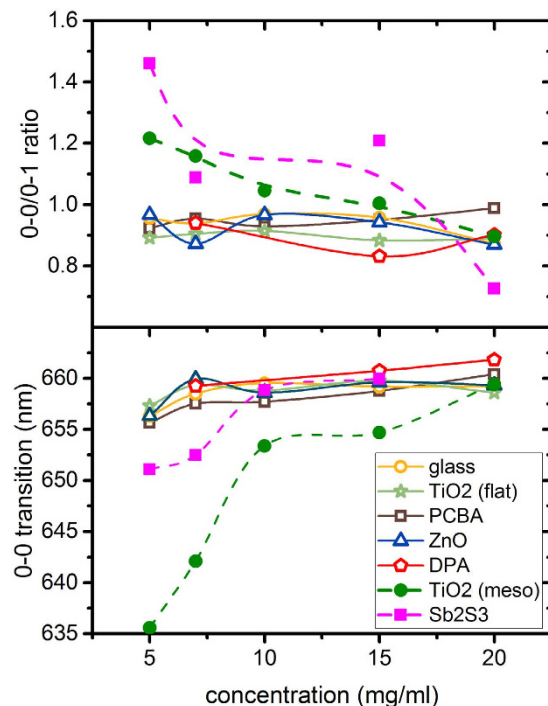 0-0/0-1 ratio
1.6
1.4
1.2
1.0
0.8
0-0 transition (nm)
660
655
650
645
640
635
glass
TiO2 (flat)
PCBA
ZnO
DPA
TiO2 (meso)
Sb2S3
5
10
15
20
concentration (mg/ml)